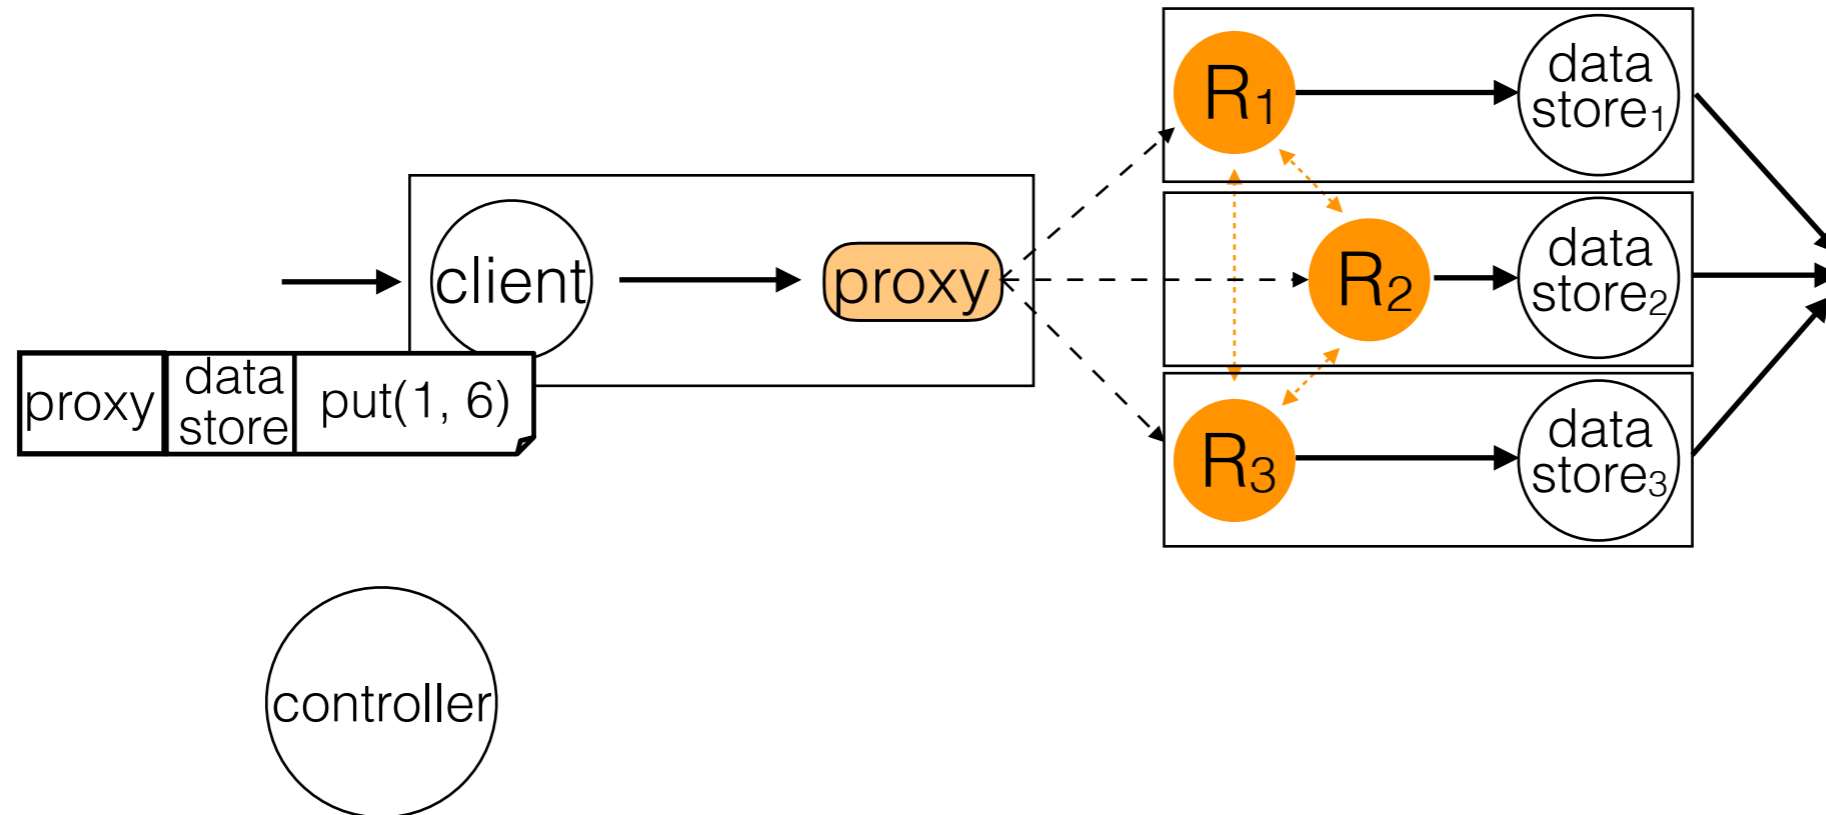 R₁
data
store₁
client
proxy
R₂
data
store₂
proxy
data
store
put(1, 6)
R₃
data
store₃
controller